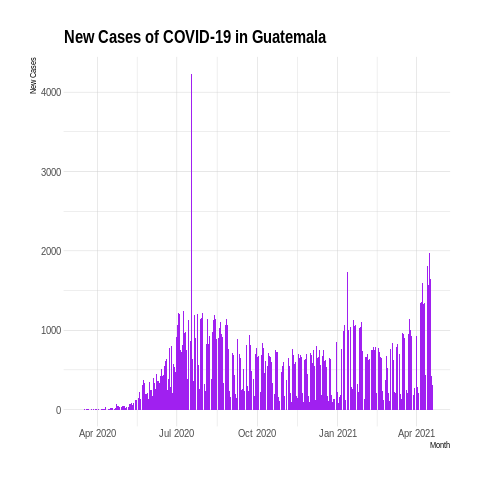 New Cases of COVID-19 in Guatemala
New Cases
4000
3000
2000
1000
0
Apr 2020
Jul 2020
Oct 2020
Jan 2021
Apr 2021
Month